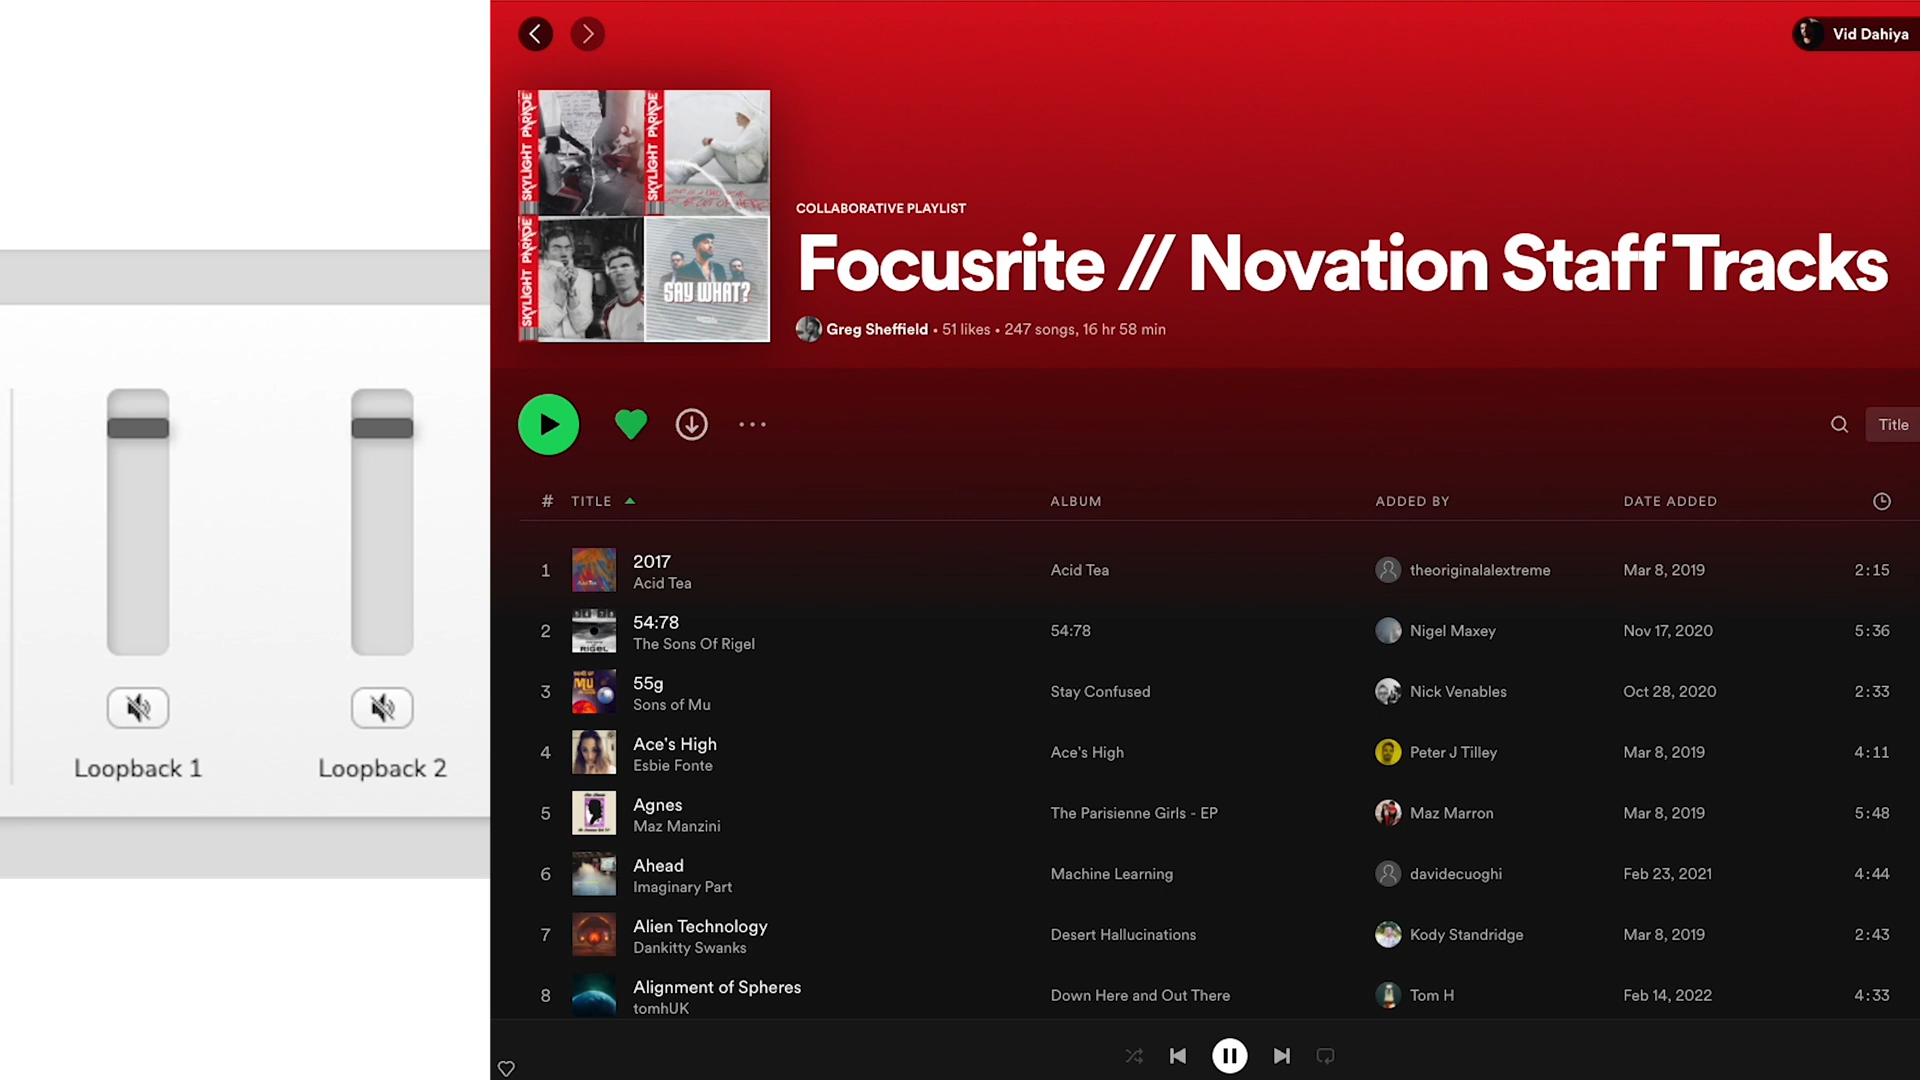 Loopback 1
Loopback 2
Vid Dahiya
SKYLIGHT PARADE
SKYLIGHT PARADE
SKYLIGHT PARADE
SAY WHAT?
COLLABORATIVE PLAYLIST
Focusrite // Novation Staff Tracks
Greg Sheffield • 51 likes • 247 songs, 16 hr 58 min
Title
# TITLE ALBUM ADDED BY DATE ADDED
1 2017 Acid Tea theoriginalalextreme Mar 8, 2019 2:15
Acid Tea
2 54:78 54:78 Nigel Maxey Nov 17, 2020 5:36
The Sons Of Rigel
3 55g Stay Confused Nick Venables Oct 28, 2020 2:33
Sons of Mu
4 Ace's High Ace's High Peter J Tilley Mar 8, 2019 4:11
Esbie Fonte
5 Agnes The Parisienne Girls - EP Maz Marron Mar 8, 2019 5:48
Maz Manzini
6 Ahead Machine Learning davidecuoghi Feb 23, 2021 4:44
Imaginary Part
7 Alien Technology Desert Hallucinations Kody Standridge Mar 8, 2019 2:43
Dankitty Swanks
8 Alignment of Spheres Down Here and Out There Tom H Feb 14, 2022 4:33
tomhUK